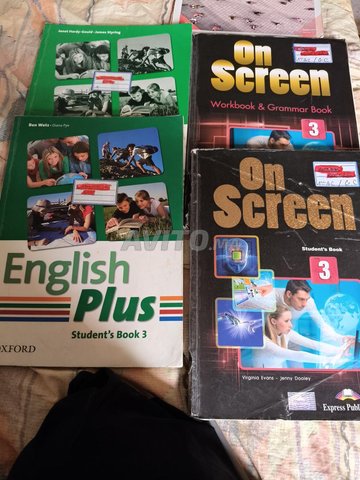 Janet Hardy-Gould · James Styring
On
Screen
Workbook & Grammar Book
3
Ben Wetz · Diana Pye
English
Plus
Student's Book 3
OXFORD
On
Screen
Student's Book
3
Virginia Evans - Jenny Dooley
Express Publi
AVITO